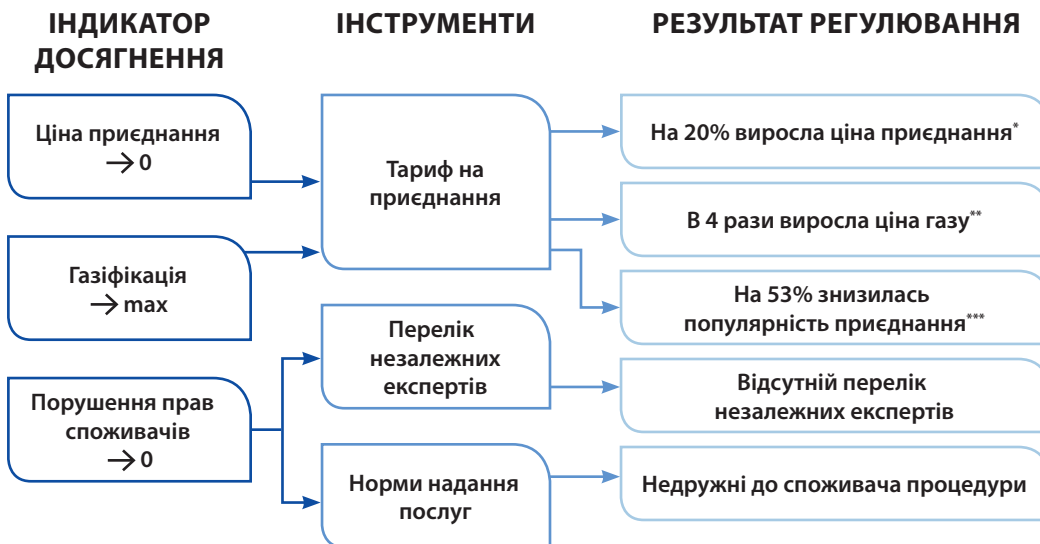 ІНДИКАТОР
ДОСЯГНЕННЯ
ІНСТРУМЕНТИ
РЕЗУЛЬТАТ РЕГУЛЮВАННЯ
Ціна приєднання
→ 0
Газіфікація
→ max
Порушення прав
споживачів
→ 0
Тариф на
приєднання
Перелік
незалежних
експертів
Норми надання
послуг
На 20% виросла ціна приєднання*
В 4 рази виросла ціна газу**
На 53% знизилась
популярність приєднання***
Відсутній перелік
незалежних експертів
Недружні до споживача процедури